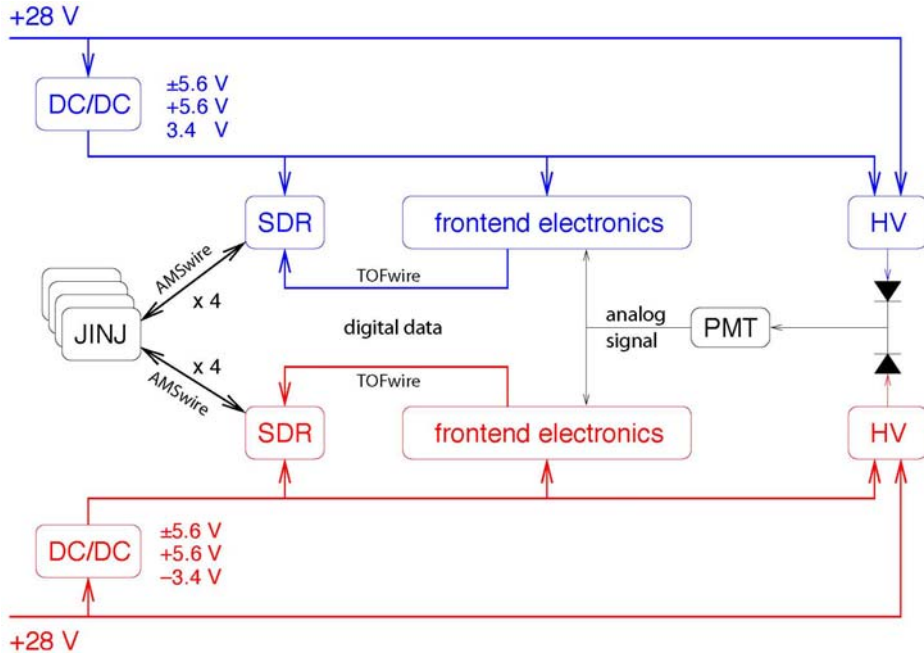 +28 V
DC/DC
±5.6 V
+5.6 V
3.4 V
SDR
frontend electronics
HV
AMSwire
TOFwire
x 4
JINJ
digital data
analog
signal
PMT
x 4
AMSwire
TOFwire
SDR
frontend electronics
HV
DC/DC
±5.6 V
+5.6 V
−3.4 V
+28 V